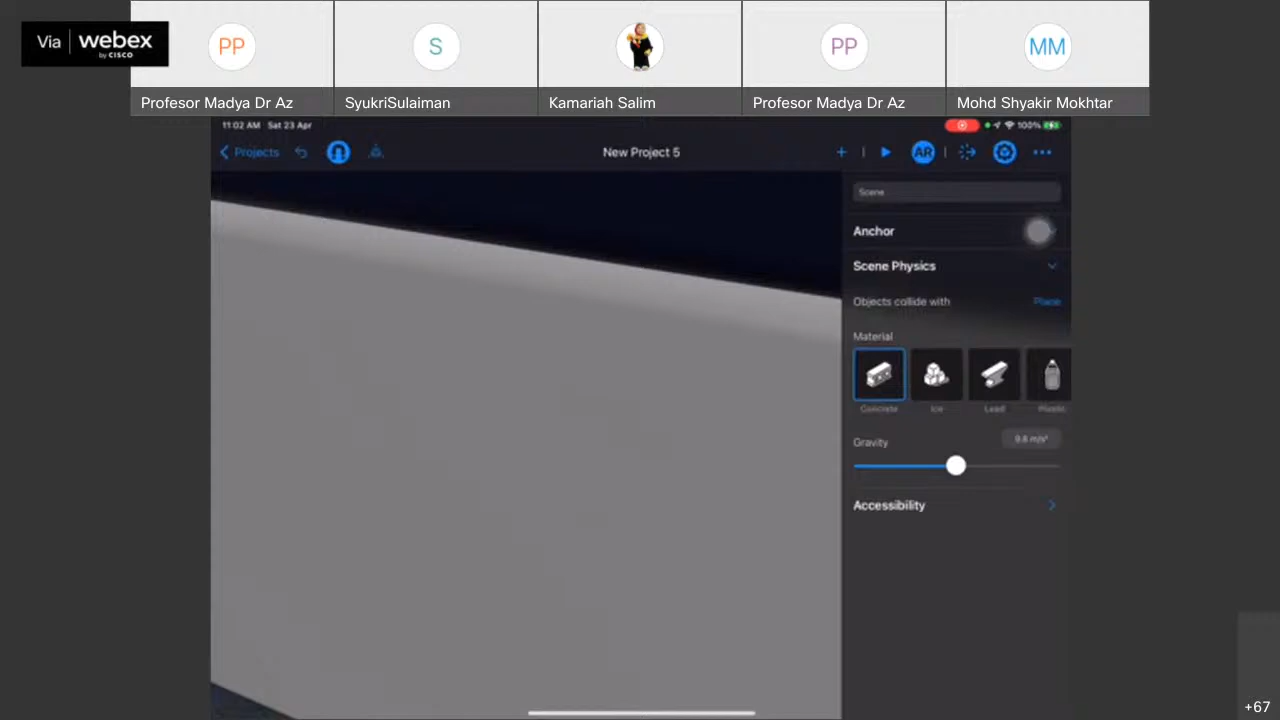 Via webex
by CISCO
PP
S
PP
MM
Profesor Madya Dr Az
SyukriSulaiman
Kamariah Salim
Profesor Madya Dr Az
Mohd Shyakir Mokhtar
11:02 AM Sat 23 Apr
100%
Projects
New Project 5
AR
Scene
Anchor
Scene Physics
Objects collide with
Plane
Material
Concrete
Ice
Lead
Plastic
Gravity
9.8 m/s²
Accessibility
+67